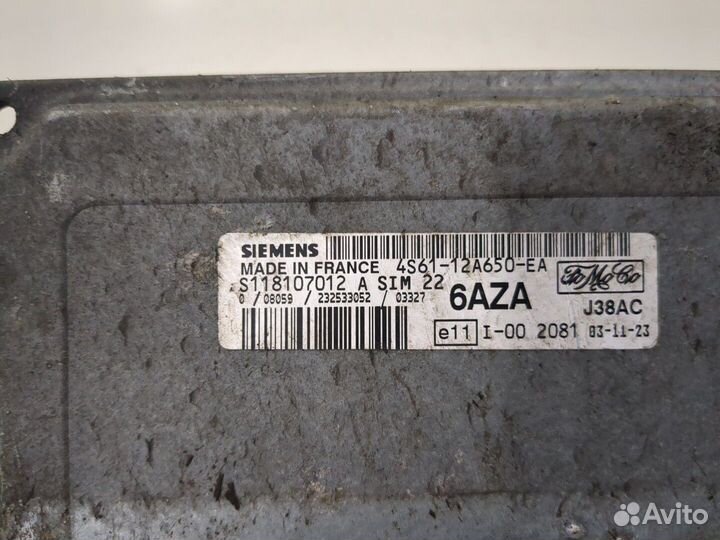 SIEMENS
MADE IN FRANCE 4S61-12A650-EA
S118107012 A SIM 22
0 / 08059 / 232533052 / 03327
6AZA
FoMoCo
J38AC
e11 I-00 2081 03-11-23
Avito